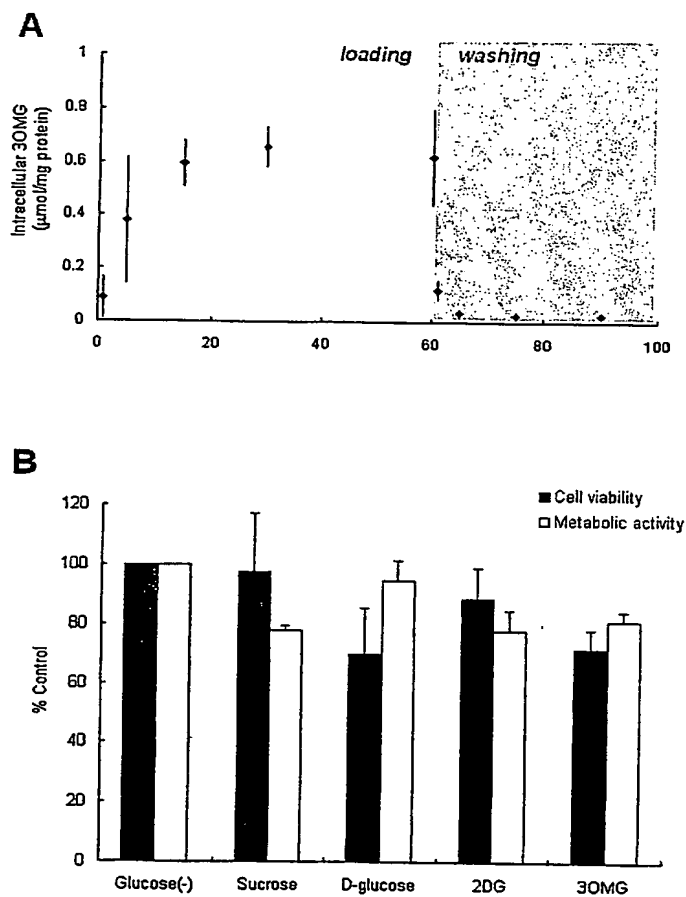 A
loading washing
Intracellular 3OMG
(μmol/mg protein)
1
0.8
0.6
0.4
0.2
0
0 20 40 60 80 100
B
Cell viability
Metabolic activity
% Control
120
100
80
60
40
20
0
Glucose(-) Sucrose D-glucose 2DG 3OMG